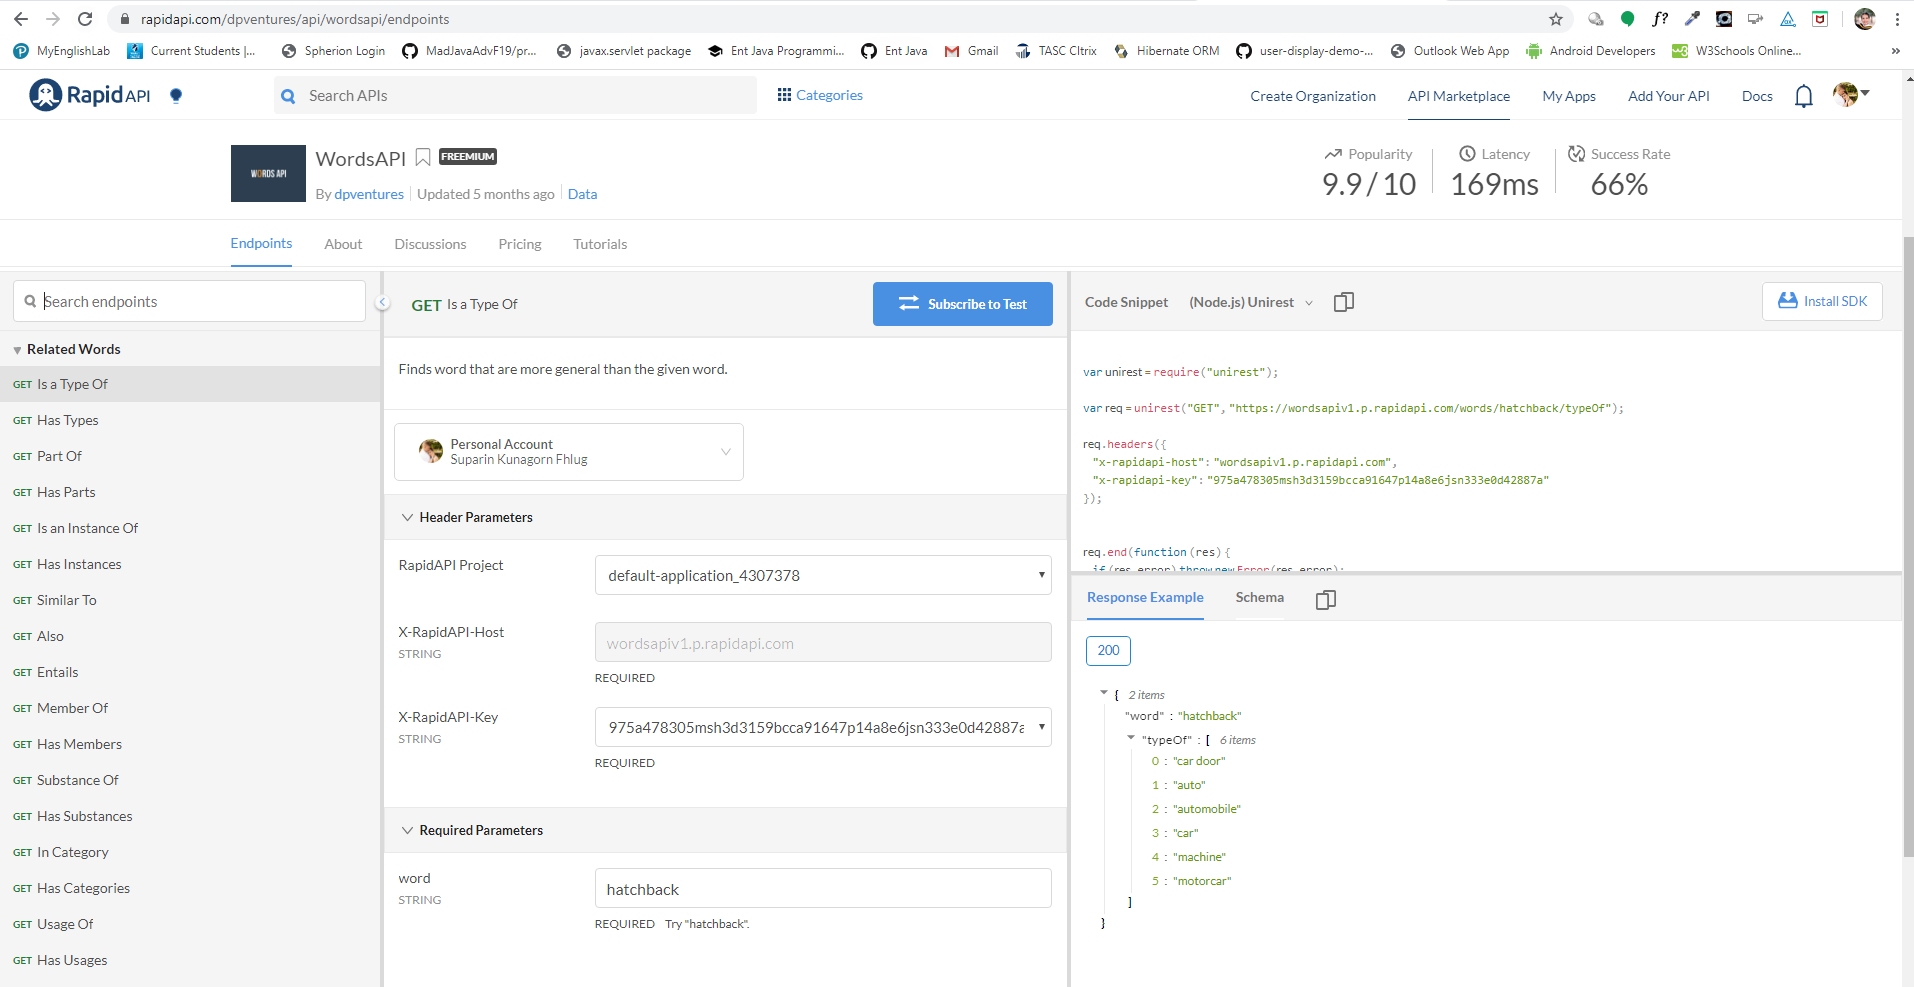 rapidapi.com/dpventures/api/wordsapi/endpoints
MyEnglishLab Current Students |... Spherion Login MadJavaAdvF19/pr... javax.servlet package Ent Java Programmi... Ent Java Gmail TASC CItrix Hibernate ORM user-display-demo-... Outlook Web App Android Developers W3Schools Online... »
Rapid API Search APIs Categories Create Organization API Marketplace My Apps Add Your API Docs
WORDS API
WordsAPI FREEMIUM
By dpventures Updated 5 months ago Data
Popularity Latency Success Rate
9.9 / 10 169ms 66%
Endpoints About Discussions Pricing Tutorials
Search endpoints
Related Words
GET Is a Type Of
GET Has Types
GET Part Of
GET Has Parts
GET Is an Instance Of
GET Has Instances
GET Similar To
GET Also
GET Entails
GET Member Of
GET Has Members
GET Substance Of
GET Has Substances
GET In Category
GET Has Categories
GET Usage Of
GET Has Usages
GET Is a Type Of Subscribe to Test
Finds word that are more general than the given word.
Personal Account
Suparin Kunagorn Fhlug
Header Parameters
RapidAPI Project default-application_4307378
X-RapidAPI-Host wordsapiv1.p.rapidapi.com
STRING
REQUIRED
X-RapidAPI-Key 975a478305msh3d3159bcca91647p14a8e6jsn333e0d42887a
STRING
REQUIRED
Required Parameters
word hatchback
STRING
REQUIRED Try "hatchback".
Code Snippet (Node.js) Unirest Install SDK
var unirest = require("unirest");
var req = unirest("GET", "https://wordsapiv1.p.rapidapi.com/words/hatchback/typeOf");
req.headers({
"x-rapidapi-host": "wordsapiv1.p.rapidapi.com",
"x-rapidapi-key": "975a478305msh3d3159bcca91647p14a8e6jsn333e0d42887a"
});
req.end(function (res) {
if (res.error) throw new Error(res.error);
Response Example Schema
200
{ 2 items
"word" : "hatchback"
"typeOf" : [ 6 items
0 : "car door"
1 : "auto"
2 : "automobile"
3 : "car"
4 : "machine"
5 : "motorcar"
]
}